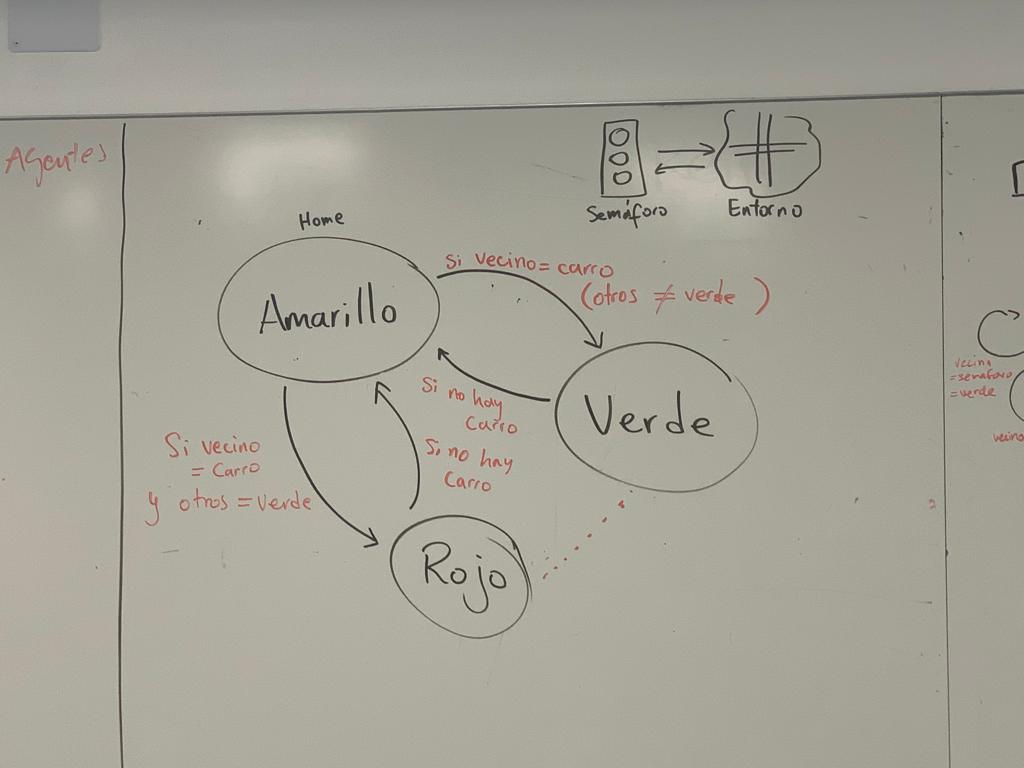 Agentes
Semáforo
Entorno
Home
Amarillo
Si vecino = carro
(otros ≠ verde )
Verde
Si no hay
Carro
Si no hay
Carro
Si vecino
= Carro
y otros = verde
Rojo
vecino
= semaforo
= verde
vecino